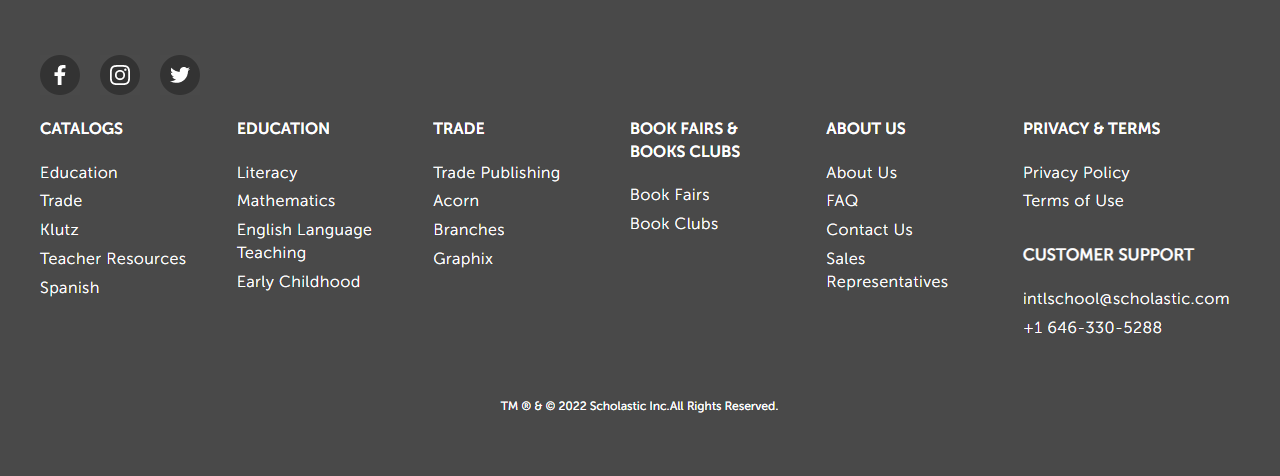 CATALOGS
Education
Trade
Klutz
Teacher Resources
Spanish
EDUCATION
Literacy
Mathematics
English Language
Teaching
Early Childhood
TRADE
Trade Publishing
Acorn
Branches
Graphix
BOOK FAIRS &
BOOKS CLUBS
Book Fairs
Book Clubs
ABOUT US
About Us
FAQ
Contact Us
Sales
Representatives
PRIVACY & TERMS
Privacy Policy
Terms of Use
CUSTOMER SUPPORT
intlschool@scholastic.com
+1 646-330-5288
TM ® & © 2022 Scholastic Inc.All Rights Reserved.